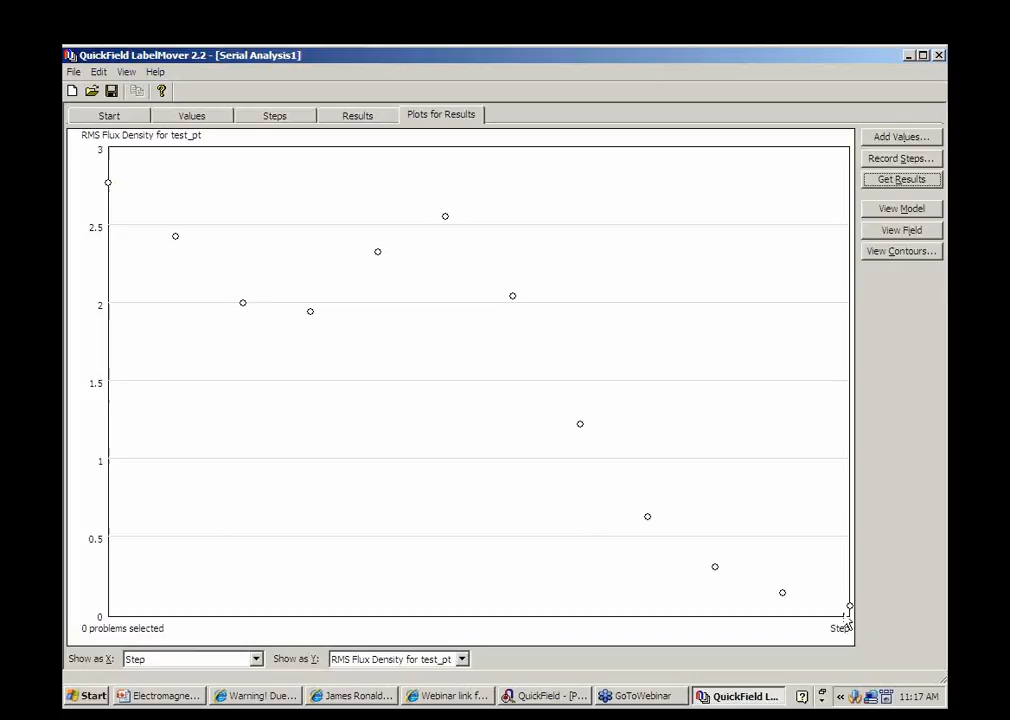 QuickField LabelMover 2.2 - [Serial Analysis1]
File Edit View Help
Start Values Steps Results Plots for Results
RMS Flux Density for test_pt
3
2.5
2
1.5
1
0.5
0
0 problems selected
Step
Add Values...
Record Steps...
Get Results
View Model
View Field
View Contours...
Show as X: Step Show as Y: RMS Flux Density for test_pt
Start Electromagne... Warning! Due... James Ronald... Webinar link f... QuickField - [P... GoToWebinar QuickField L... « 11:17 AM